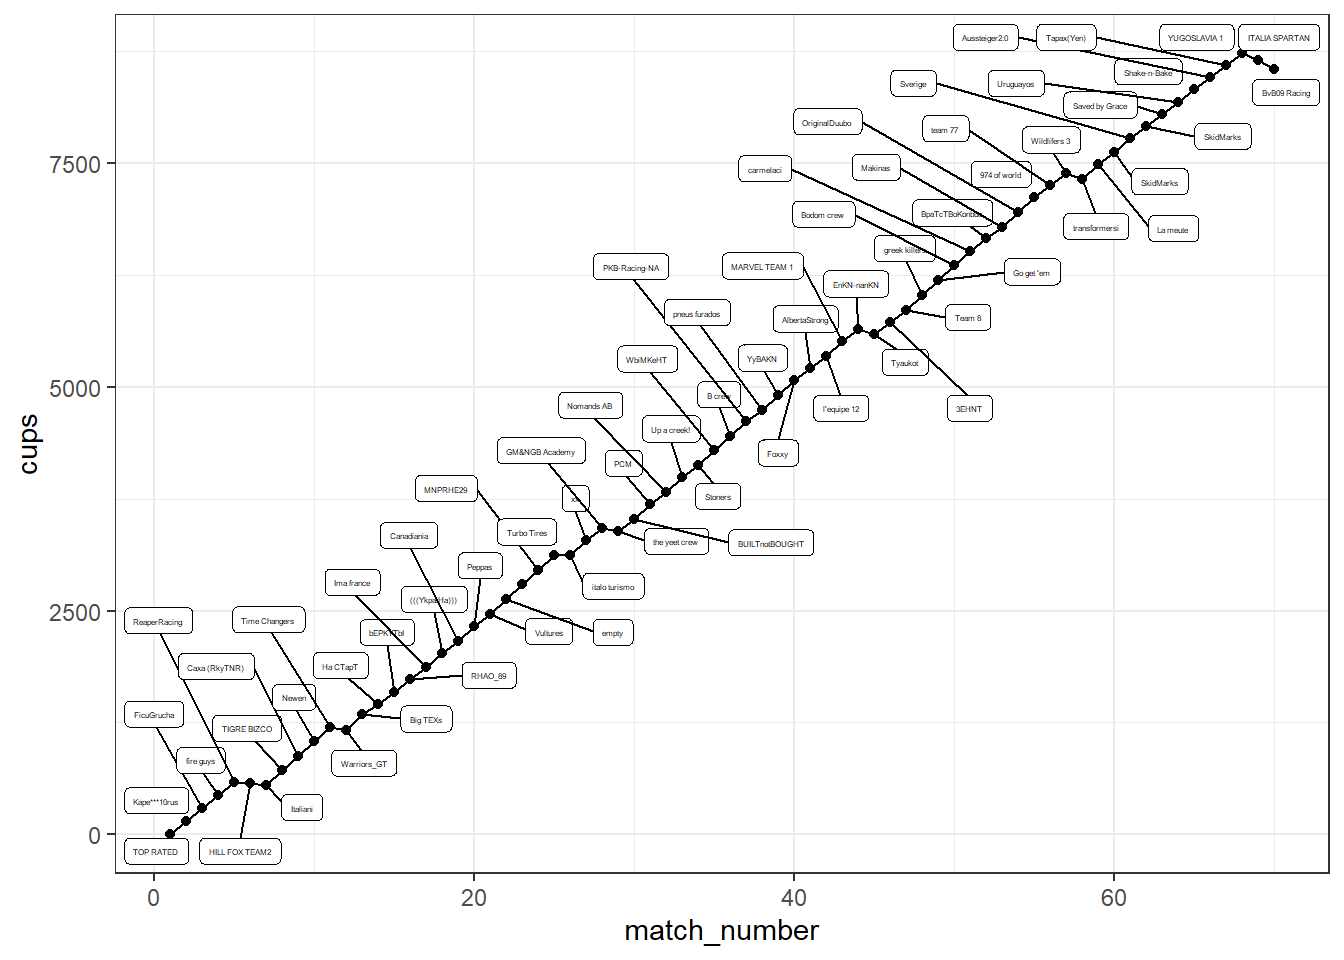 Aussteiger2.0
Tapax(Yen)
YUGOSLAVIA 1
ITALIA SPARTAN
Shake-n-Bake
Sverige
Uruguayos
BvB09 Racing
Saved by Grace
OriginalDuubo
team 77
Wildlifers 3
SkidMarks
7500
carmelaci
Makinas
974 of world
SkidMarks
Bodom crew
transformersi
La meute
greek killers
PKB-Racing-NA
MARVEL TEAM 1
Go get 'em
EnKN-nanKN
pneus furados
AlbertaStrong
Team 8
WbiMKeHT
YyBAKN
Tyaukot
5000
B crew
Nomands AB
l"equipe 12
3EHNT
Up a creek!
GM&NGB Academy
PCM
Foxxy
MNPRHE29
Stoners
Canadiania
Turbo Tires
the yeet crew
BUILTnotBOUGHT
Peppas
Ima france
italo turismo
2500
ReaperRacing
Time Changers
Vultures
empty
Caxa (RkyTNR)
Ha CTapT
RHAO_89
Newen
FicuGrucha
TIGRE BIZCO
Big TEXs
fire guys
Warriors_GT
Kape***10rus
Italiani
0
TOP RATED
HILL FOX TEAM2
0
20
40
60
match_number
cups